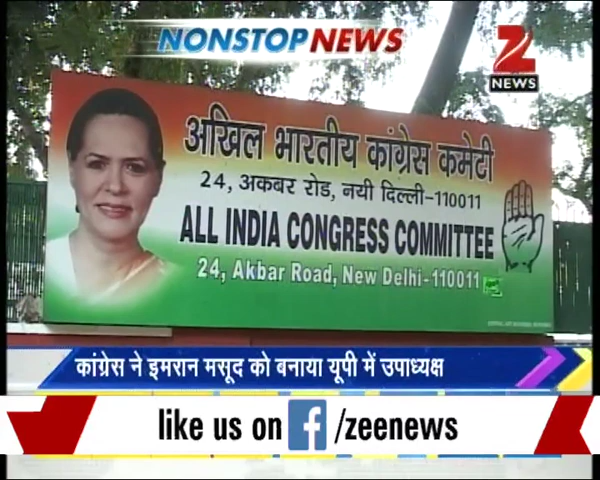 NONSTOP NEWS
Z
NEWS
अखिल भारतीय कांग्रेस कमेटी
24, अकबर रोड, नयी दिल्ली-110011
ALL INDIA CONGRESS COMMITTEE
24, Akbar Road, New Delhi-110011
कांग्रेस ने इमरान मसूद को बनाया यूपी में उपाध्यक्ष
like us on f /zeenews